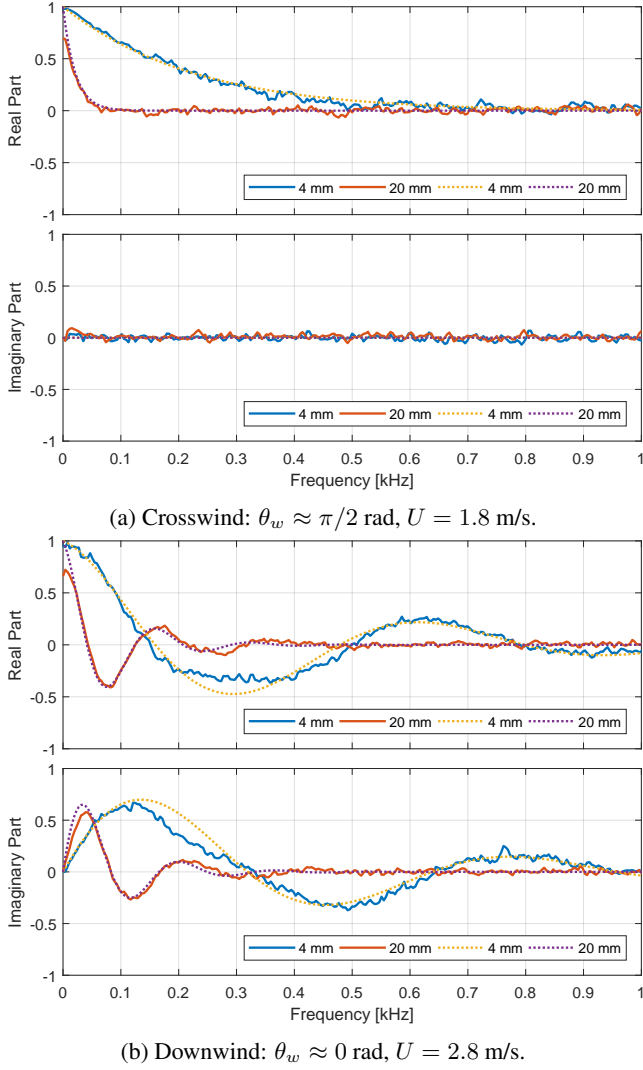 1
0.5
0
-0.5
-1
Real Part
4 mm 20 mm 4 mm 20 mm
1
0.5
0
-0.5
-1
Imaginary Part
4 mm 20 mm 4 mm 20 mm
0 0.1 0.2 0.3 0.4 0.5 0.6 0.7 0.8 0.9 1
Frequency [kHz]
(a) Crosswind: θ_w ≈ π/2 rad, U = 1.8 m/s.
1
0.5
0
-0.5
-1
Real Part
4 mm 20 mm 4 mm 20 mm
1
0.5
0
-0.5
-1
Imaginary Part
4 mm 20 mm 4 mm 20 mm
0 0.1 0.2 0.3 0.4 0.5 0.6 0.7 0.8 0.9 1
Frequency [kHz]
(b) Downwind: θ_w ≈ 0 rad, U = 2.8 m/s.